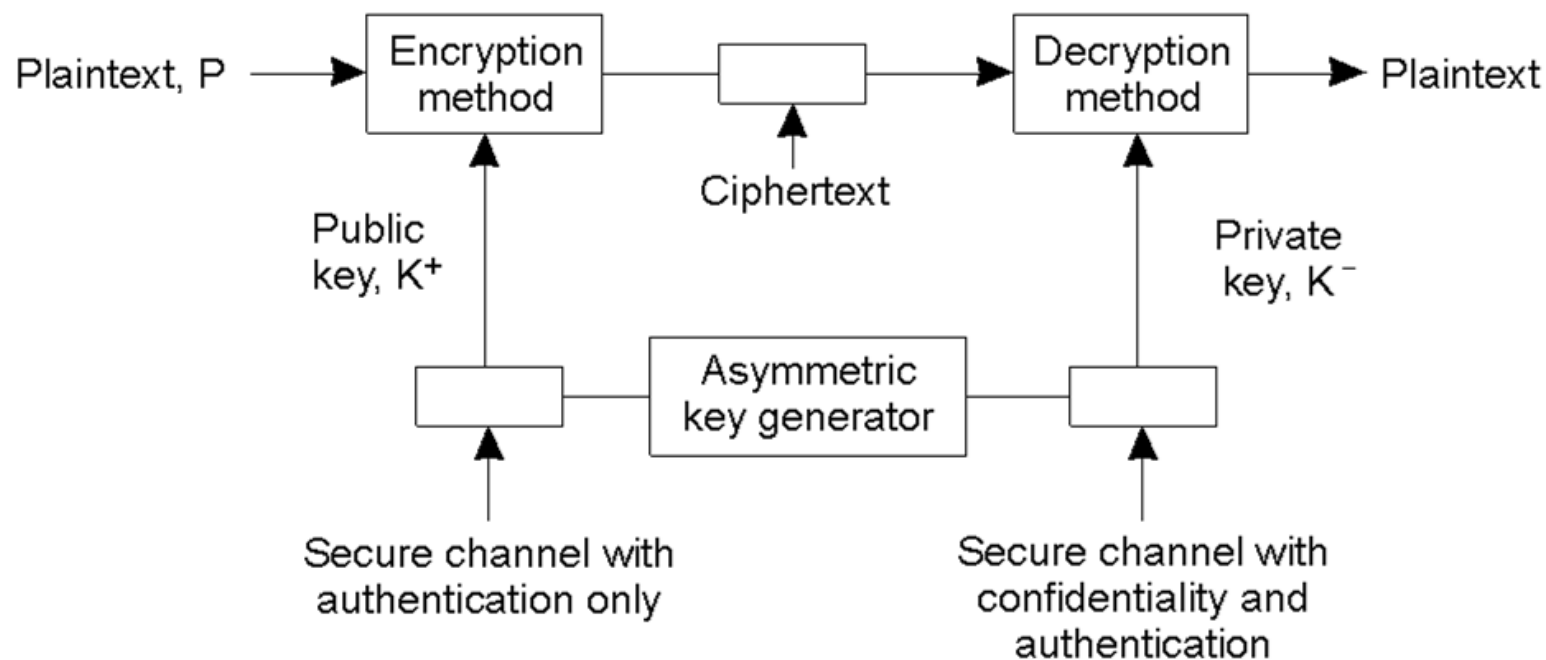 Plaintext, P
Encryption
method
Decryption
method
Plaintext
Ciphertext
Public
key, K⁺
Private
key, K⁻
Asymmetric
key generator
Secure channel with
authentication only
Secure channel with
confidentiality and
authentication